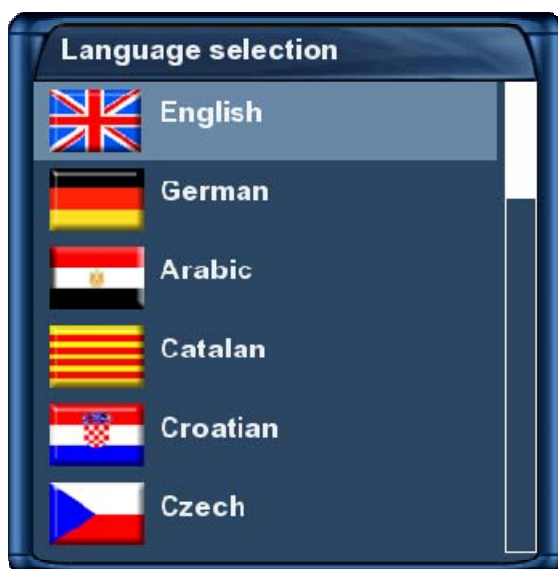 Language selection
English
German
Arabic
Catalan
Croatian
Czech